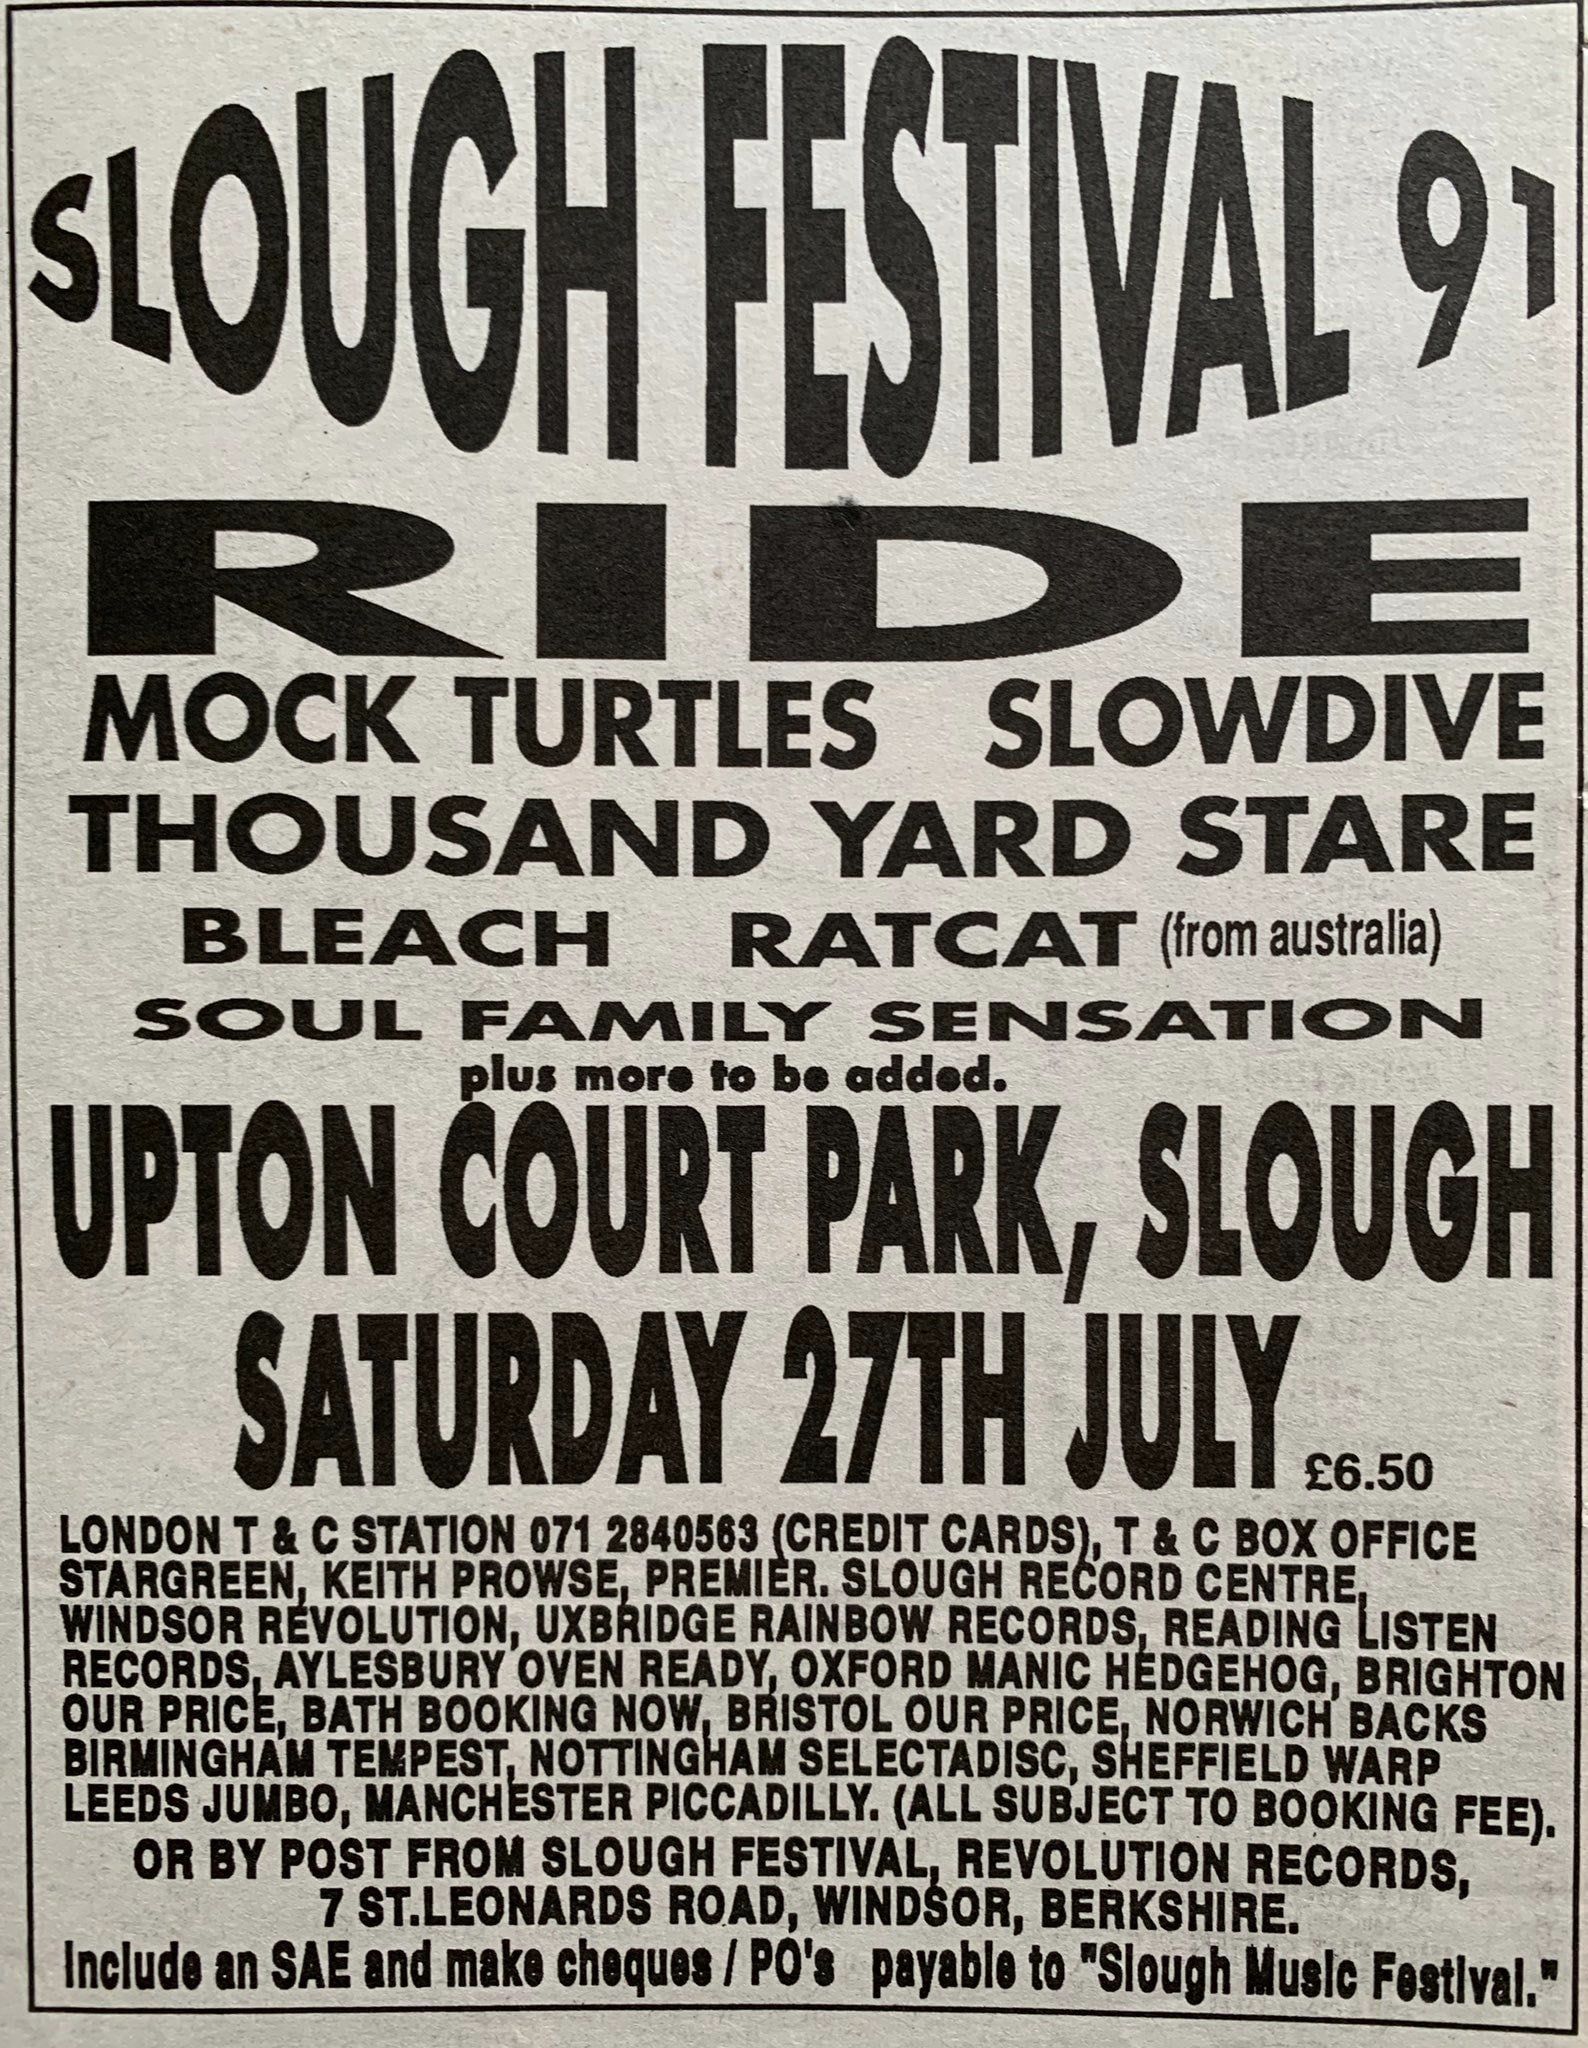 SLOUGH FESTIVAL 91
RIDE
MOCK TURTLES SLOWDIVE
THOUSAND YARD STARE
BLEACH RATCAT (from australia)
SOUL FAMILY SENSATION
plus more to be added.
UPTON COURT PARK, SLOUGH
SATURDAY 27TH JULY £6.50
LONDON T & C STATION 071 2840563 (CREDIT CARDS), T & C BOX OFFICE
STARGREEN, KEITH PROWSE, PREMIER. SLOUGH RECORD CENTRE,
WINDSOR REVOLUTION, UXBRIDGE RAINBOW RECORDS, READING LISTEN
RECORDS, AYLESBURY OVEN READY, OXFORD MANIC HEDGEHOG, BRIGHTON
OUR PRICE, BATH BOOKING NOW, BRISTOL OUR PRICE, NORWICH BACKS
BIRMINGHAM TEMPEST, NOTTINGHAM SELECTADISC, SHEFFIELD WARP
LEEDS JUMBO, MANCHESTER PICCADILLY. (ALL SUBJECT TO BOOKING FEE).
OR BY POST FROM SLOUGH FESTIVAL, REVOLUTION RECORDS,
7 ST.LEONARDS ROAD, WINDSOR, BERKSHIRE.
Include an SAE and make cheques / PO's payable to "Slough Music Festival."